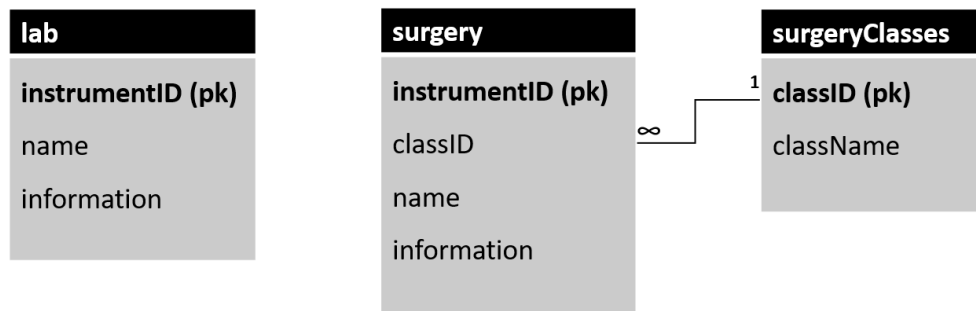 lab
instrumentID (pk)
name
information
surgery
instrumentID (pk)
classID
name
information
∞
1
surgeryClasses
classID (pk)
className